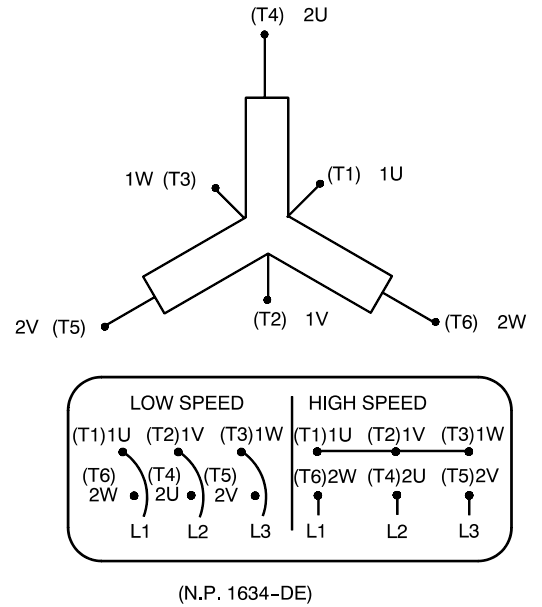 (T4) 2U
1W (T3)
(T1) 1U
2V (T5)
(T2) 1V
(T6) 2W
LOW SPEED
HIGH SPEED
(T1)1U (T2)1V (T3)1W
(T1)1U (T2)1V (T3)1W
(T6) 2W (T4) 2U (T5) 2V
(T6)2W (T4)2U (T5)2V
L1 L2 L3
L1 L2 L3
(N.P. 1634-DE)